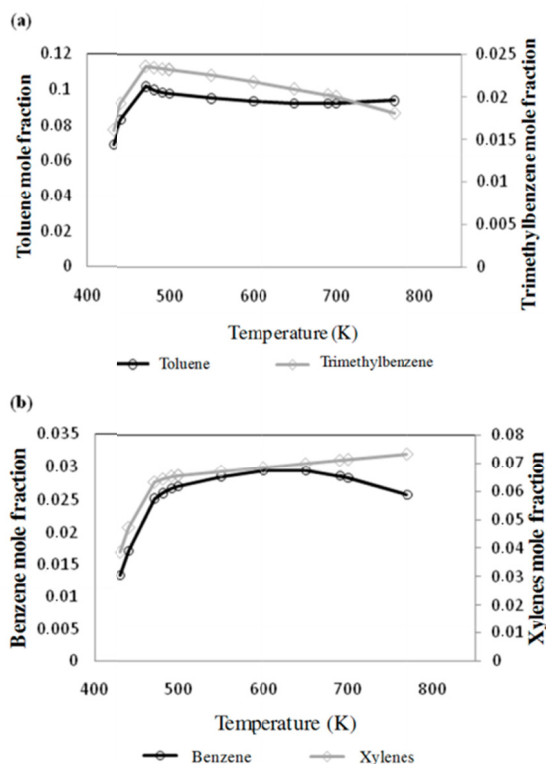 (a)
Toluene mole fraction
0.12
0.1
0.08
0.06
0.04
0.02
0
0.025
0.02
0.015
0.01
0.005
0
Trimethylbenzene mole fraction
400 500 600 700 800
Temperature (K)
Toluene Trimethylbenzene
(b)
Benzene mole fraction
0.035
0.03
0.025
0.02
0.015
0.01
0.005
0
0.08
0.07
0.06
0.05
0.04
0.03
0.02
0.01
0
Xylenes mole fraction
400 500 600 700 800
Temperature (K)
Benzene Xylenes